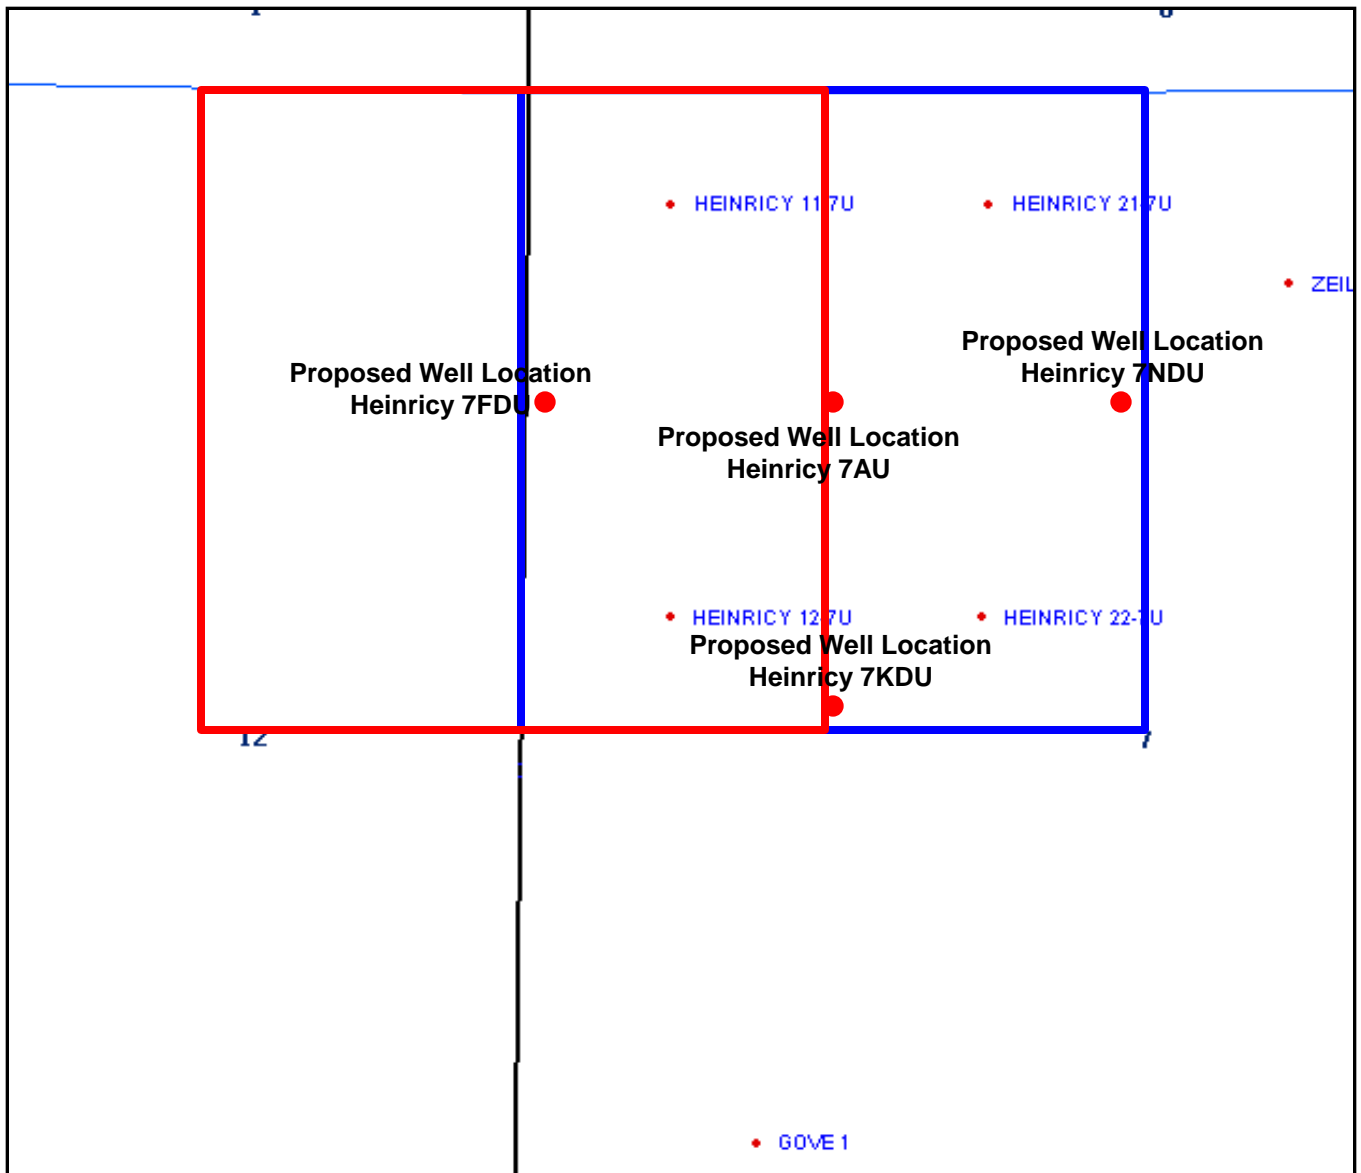 HEINRICY 11-7U
HEINRICY 21-7U
ZEIL
Proposed Well Location
Heinricy 7NDU
Proposed Well Location
Heinricy 7FDU
Proposed Well Location
Heinricy 7AU
HEINRICY 12-7U
HEINRICY 22-7U
Proposed Well Location
Heinricy 7KDU
12
7
GOVE 1